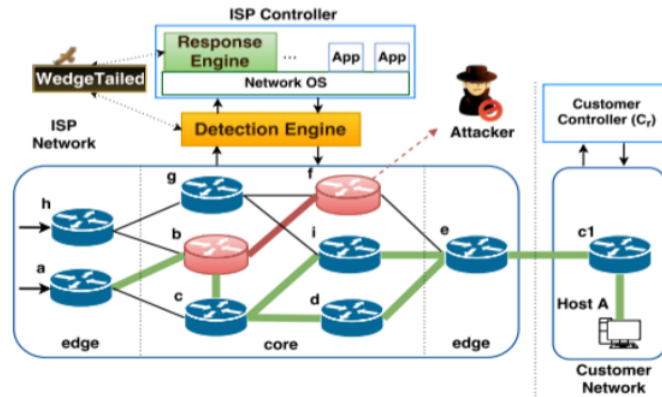 ISP Controller
Response
Engine
...
App
App
Network OS
WedgeTailed
Detection Engine
Attacker
Customer
Controller (Cr)
ISP
Network
g
f
h
b
i
e
c1
a
c
d
Host A
edge
core
edge
Customer
Network